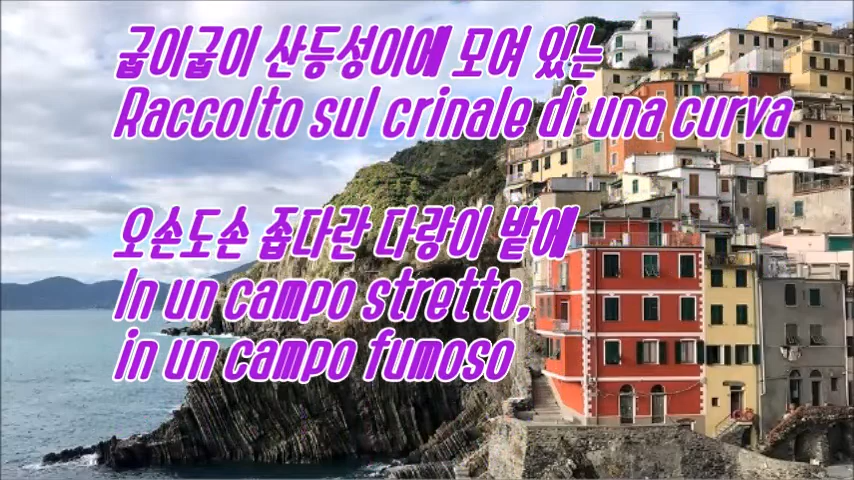 굽이굽이 산등성이에 모여 있는
Raccolto sul crinale di una curva
오손도손 좁다란 다랑이 밭에
In un campo stretto,
in un campo fumoso